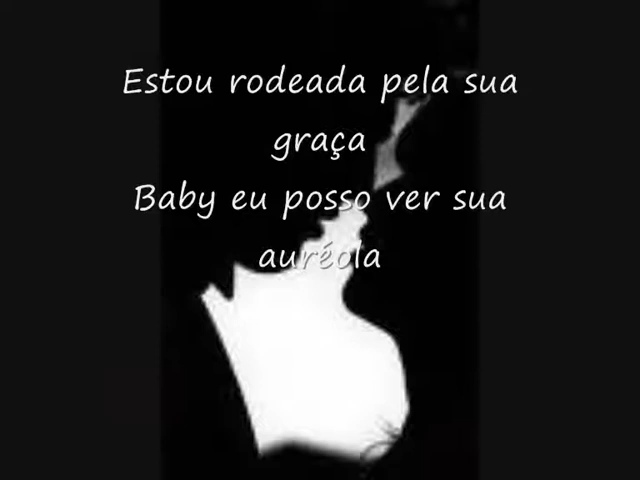 Estou rodeada pela sua
graça
Baby eu posso ver sua
auréola